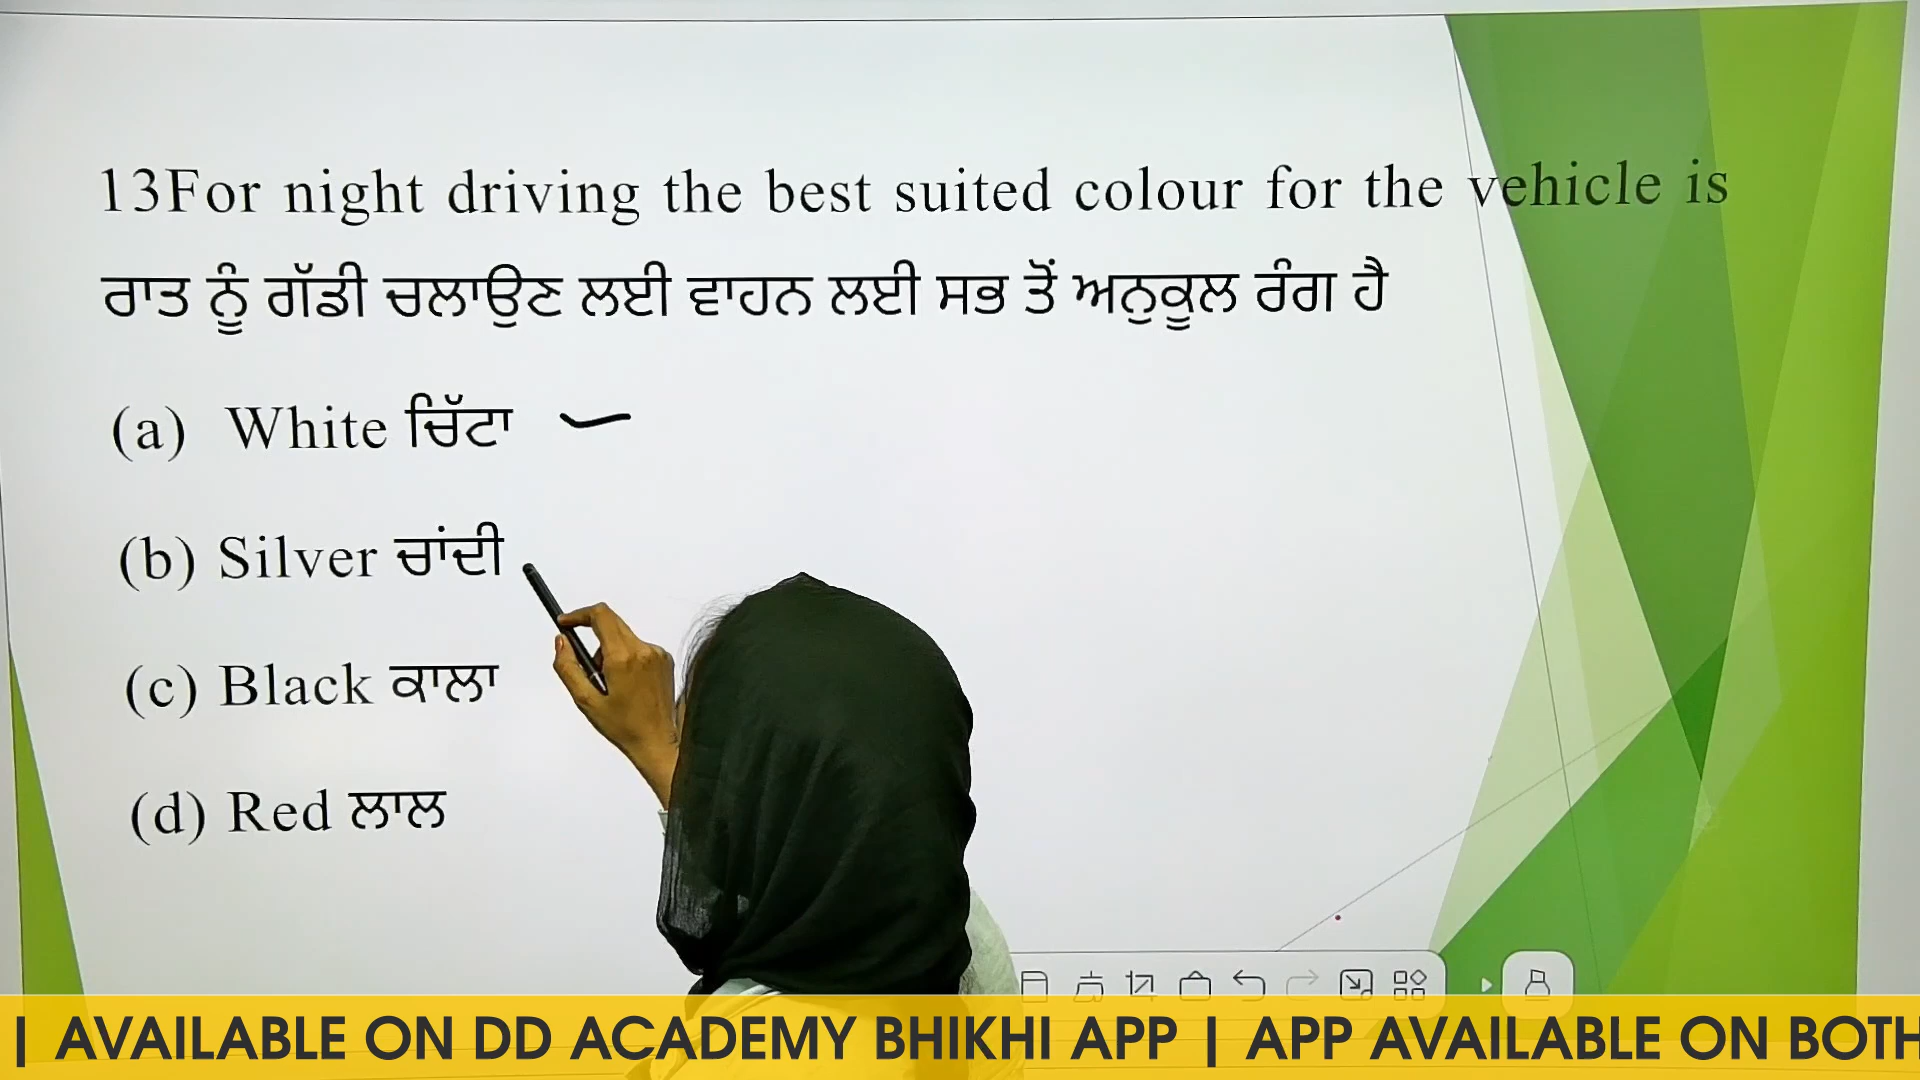 13For night driving the best suited colour for the vehicle is
ਰਾਤ ਨੂੰ ਗੱਡੀ ਚਲਾਉਣ ਲਈ ਵਾਹਨ ਲਈ ਸਭ ਤੋਂ ਅਨੁਕੂਲ ਰੰਗ ਹੈ
(a) White ਚਿੱਟਾ
(b) Silver ਚਾਂਦੀ
(c) Black ਕਾਲਾ
(d) Red ਲਾਲ
| AVAILABLE ON DD ACADEMY BHIKHI APP | APP AVAILABLE ON BOTH